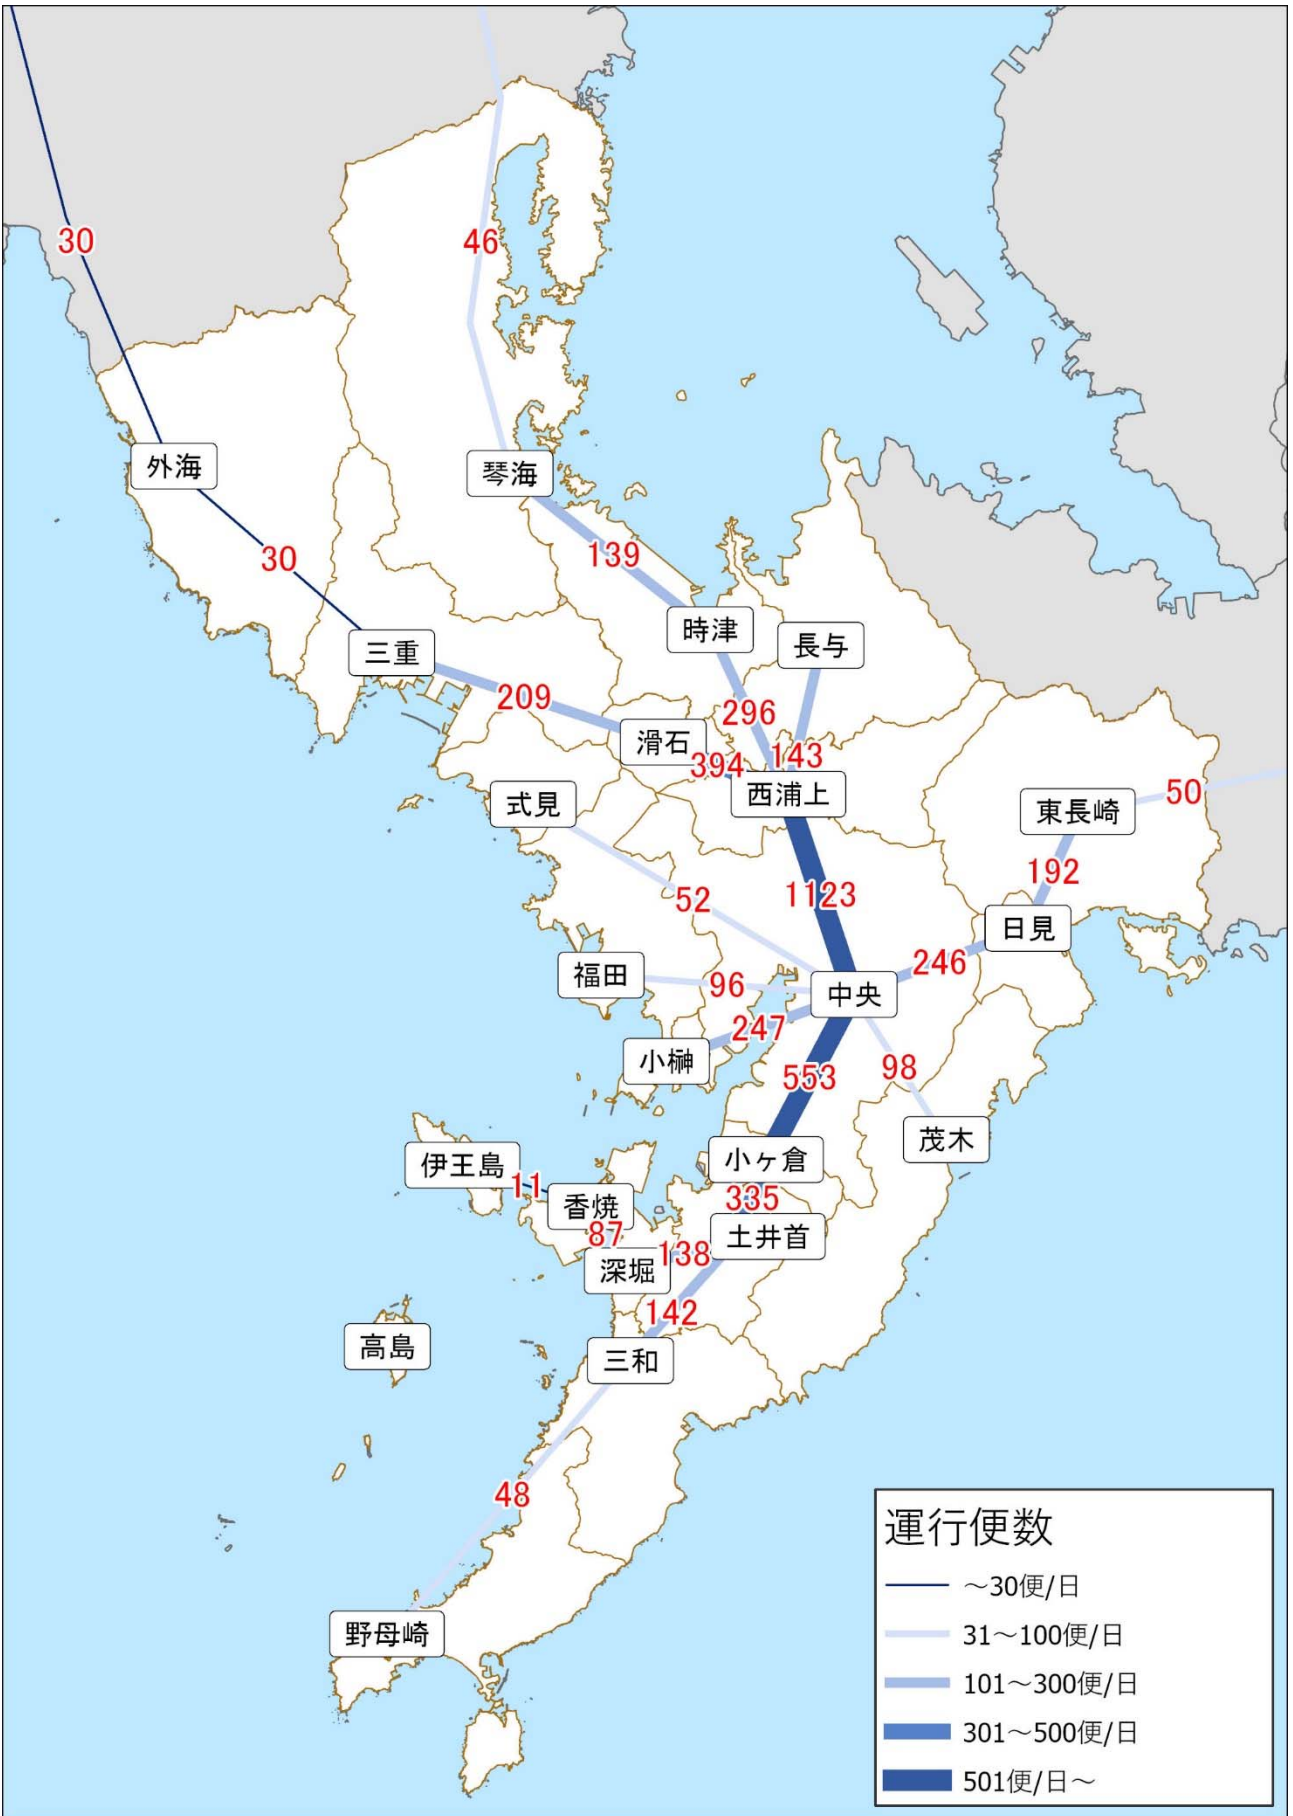 30
46
外海
琴海
30
139
時津
長与
三重
209
296
滑石
394
143
西浦上
式見
東長崎
50
192
52
1123
日見
246
福田
96
中央
247
小榊
553
98
茂木
小ヶ倉
伊王島
11
香焼
335
87
138
土井首
深堀
142
高島
三和
48
野母崎
運行便数
～30便/日
31～100便/日
101～300便/日
301～500便/日
501便/日～